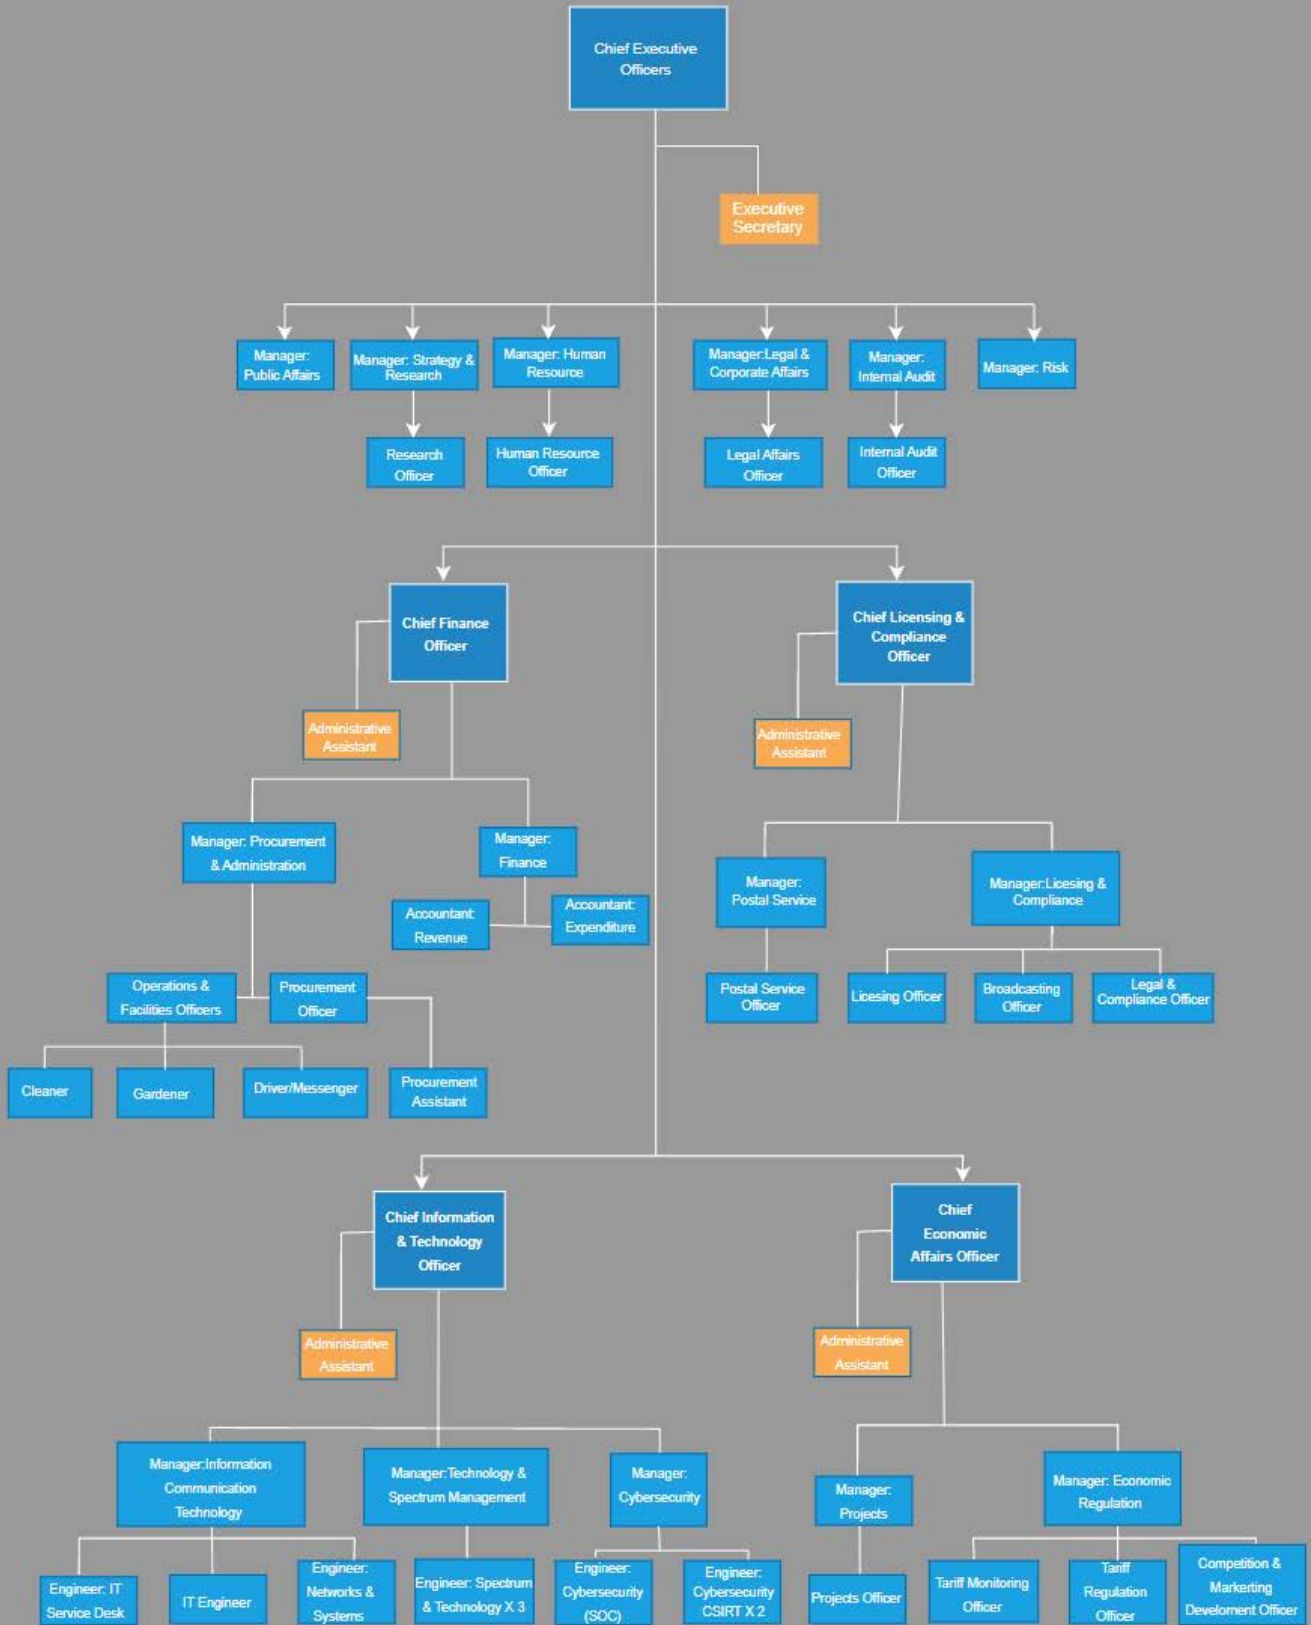 Chief Executive
Officers
Executive
Secretary
Manager:
Public Affairs
Manager: Strategy &
Research
Manager: Human
Resource
Manager:Legal &
Corporate Affairs
Manager:
Internal Audit
Manager: Risk
Research
Officer
Human Resource
Officer
Legal Affairs
Officer
Internal Audit
Officer
Chief Finance
Officer
Chief Licensing &
Compliance
Officer
Administrative
Assistant
Administrative
Assistant
Manager: Procurement
& Administration
Manager:
Finance
Manager:
Postal Service
Manager:Licesing &
Compliance
Accountant:
Revenue
Accountant:
Expenditure
Operations &
Facilities Officers
Procurement
Officer
Postal Service
Officer
Licesing Officer
Broadcasting
Officer
Legal &
Compliance Officer
Cleaner
Gardener
Driver/Messenger
Procurement
Assistant
Chief Information
& Technology
Officer
Chief
Economic
Affairs Officer
Administrative
Assistant
Administrative
Assistant
Manager:Information
Communication
Technology
Manager:Technology &
Spectrum Management
Manager:
Cybersecurity
Manager:
Projects
Manager: Economic
Regulation
Engineer: IT
Service Desk
IT Engineer
Engineer:
Networks &
Systems
Engineer: Spectrum
& Technology X 3
Engineer:
Cybersecurity
(SOC)
Engineer:
Cybersecurity
CSIRT X 2
Projects Officer
Tariff Monitoring
Officer
Tariff
Regulation
Officer
Competition &
Markerting
Develoment Officer